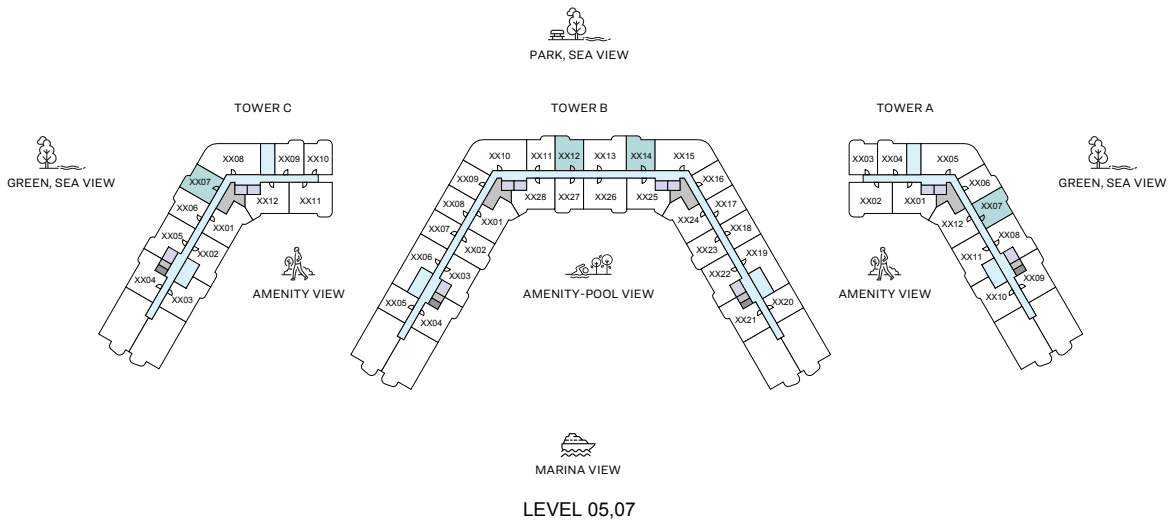 PARK, SEA VIEW
TOWER C
TOWER B
TOWER A
GREEN, SEA VIEW
GREEN, SEA VIEW
XX08
XX09
XX10
XX07
XX06
XX05
XX04
XX03
XX02
XX01
XX12
XX11
AMENITY VIEW
XX10
XX11
XX12
XX13
XX14
XX15
XX09
XX08
XX07
XX06
XX05
XX04
XX03
XX02
XX01
XX28
XX27
XX26
XX25
XX24
XX23
XX22
XX21
XX20
XX19
XX18
XX17
XX16
AMENITY-POOL VIEW
XX03
XX04
XX05
XX02
XX01
XX06
XX07
XX08
XX09
XX10
XX11
XX12
AMENITY VIEW
MARINA VIEW
LEVEL 05,07